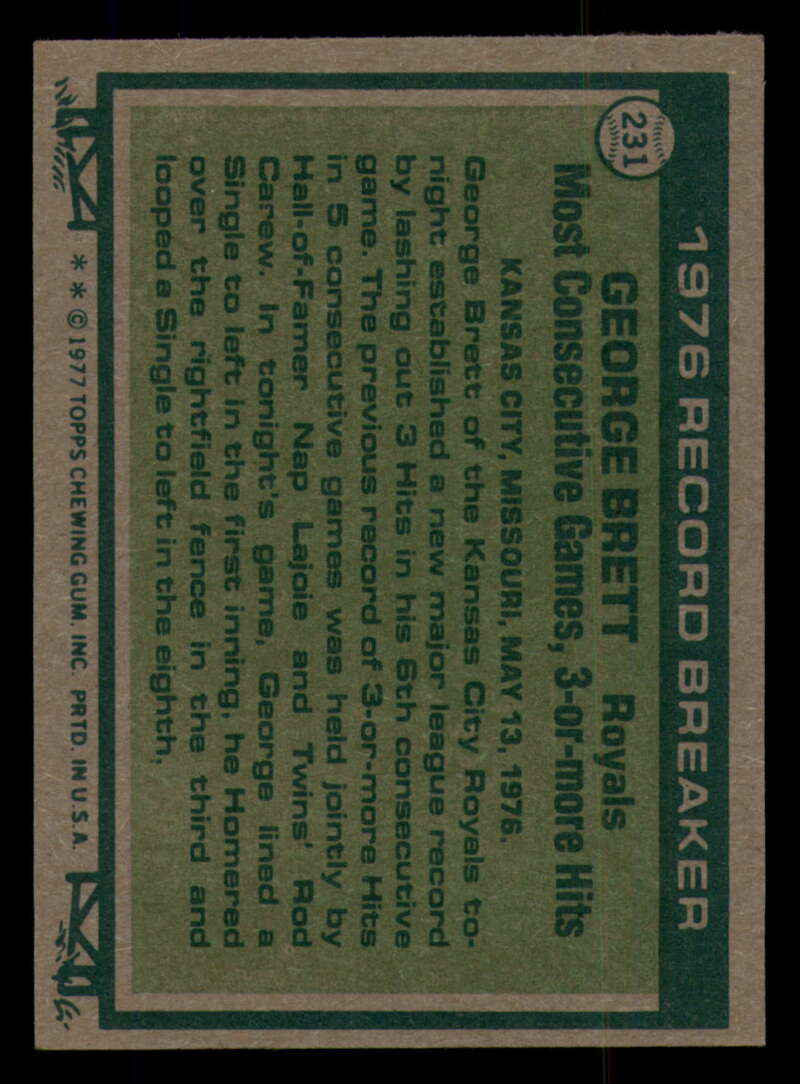 1976 RECORD BREAKER
231
GEORGE BRETT Royals
Most Consecutive Games, 3-or-more Hits
KANSAS CITY, MISSOURI, MAY 13, 1976.
George Brett of the Kansas City Royals to-
night established a new major league record
by lashing out 3 Hits in his 6th consecutive
game. The previous record of 3-or-more Hits
in 5 consecutive games was held jointly by
Hall-of-Famer Nap Lajoie and Twins' Rod
Carew. In tonight's game, George lined a
Single to left in the first inning, he Homered
over the rightfield fence in the third and
looped a Single to left in the eighth.
* * © 1977 TOPPS CHEWING GUM, INC. PRTD. IN U.S.A.